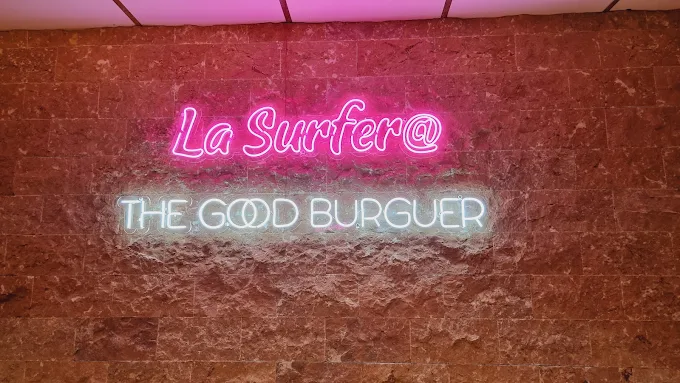 La Surfer@
THE GOOD BURGUER